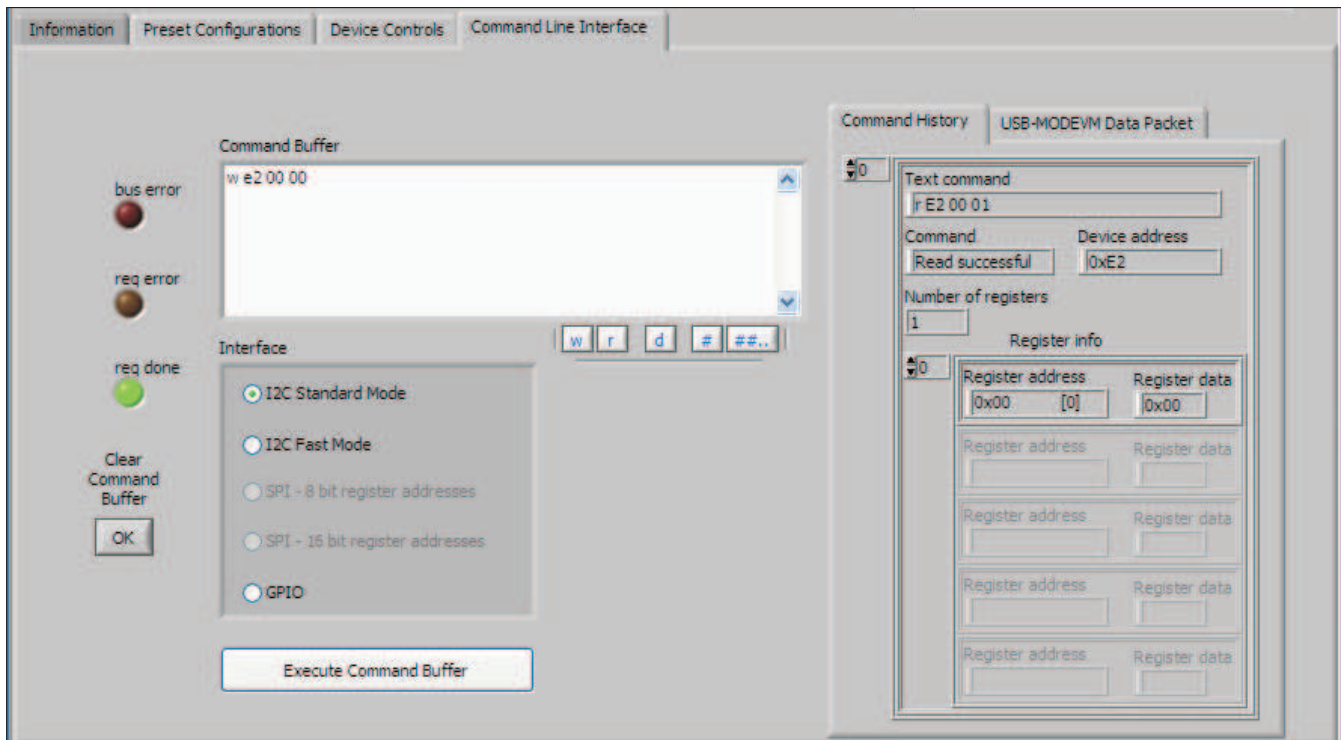 Information
Preset Configurations
Device Controls
Command Line Interface
Command Buffer
w e2 00 00
bus error
req error
req done
Clear
Command
Buffer
OK
w
r
d
#
##..
Interface
I2C Standard Mode
I2C Fast Mode
SPI - 8 bit register addresses
SPI - 16 bit register addresses
GPIO
Execute Command Buffer
Command History
USB-MODEVM Data Packet
0
Text command
r E2 00 01
Command
Device address
Read successful
0xE2
Number of registers
1
Register info
0
Register address
Register data
0x00 [0]
0x00
Register address
Register data
Register address
Register data
Register address
Register data
Register address
Register data